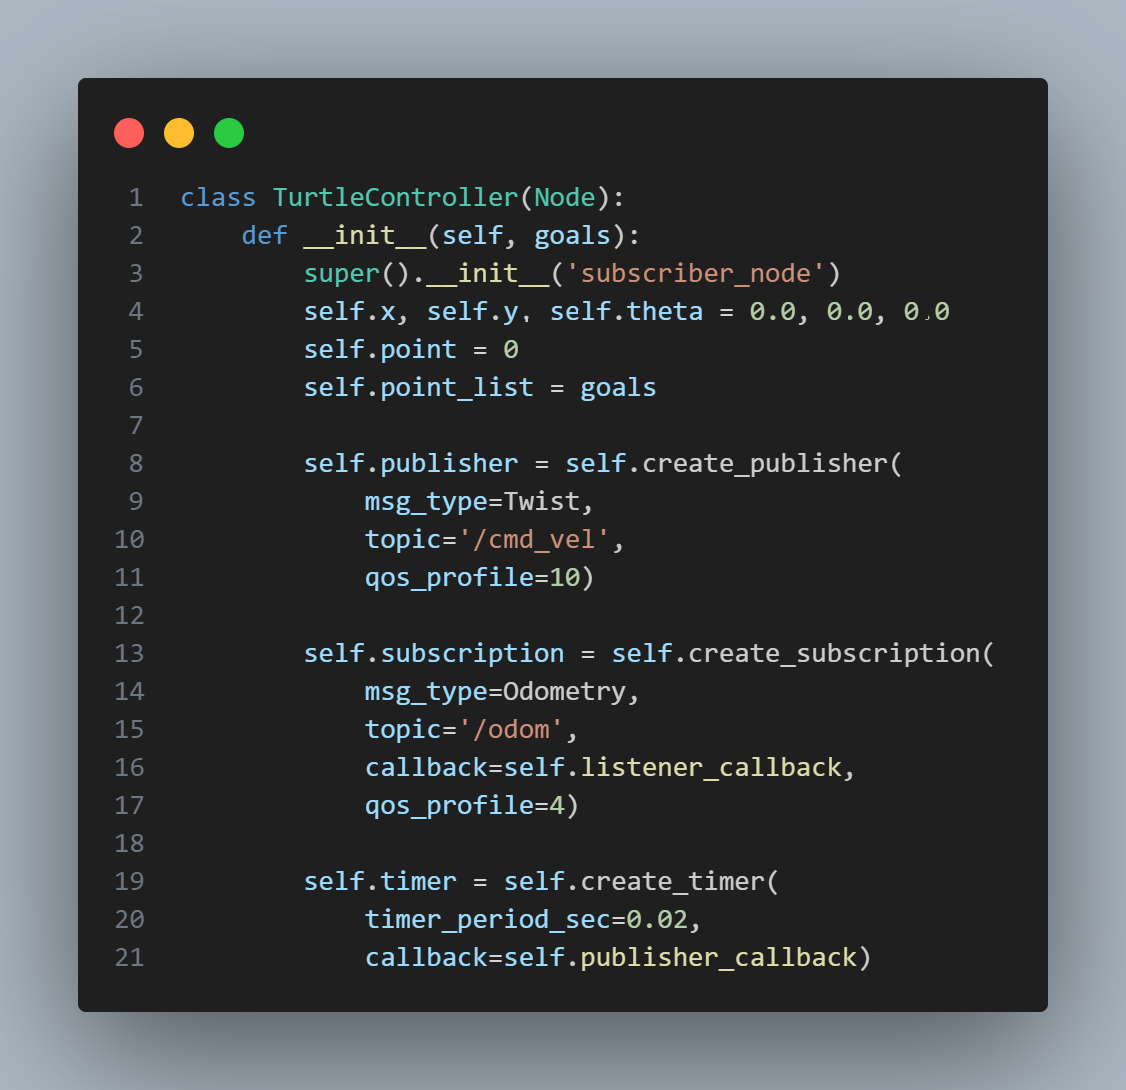 1 class TurtleController(Node):
2     def __init__(self, goals):
3         super().__init__('subscriber_node')
4         self.x, self.y, self.theta = 0.0, 0.0, 0.0
5         self.point = 0
6         self.point_list = goals
7
8         self.publisher = self.create_publisher(
9             msg_type=Twist,
10             topic='/cmd_vel',
11             qos_profile=10)
12
13         self.subscription = self.create_subscription(
14             msg_type=Odometry,
15             topic='/odom',
16             callback=self.listener_callback,
17             qos_profile=4)
18
19         self.timer = self.create_timer(
20             timer_period_sec=0.02,
21             callback=self.publisher_callback)